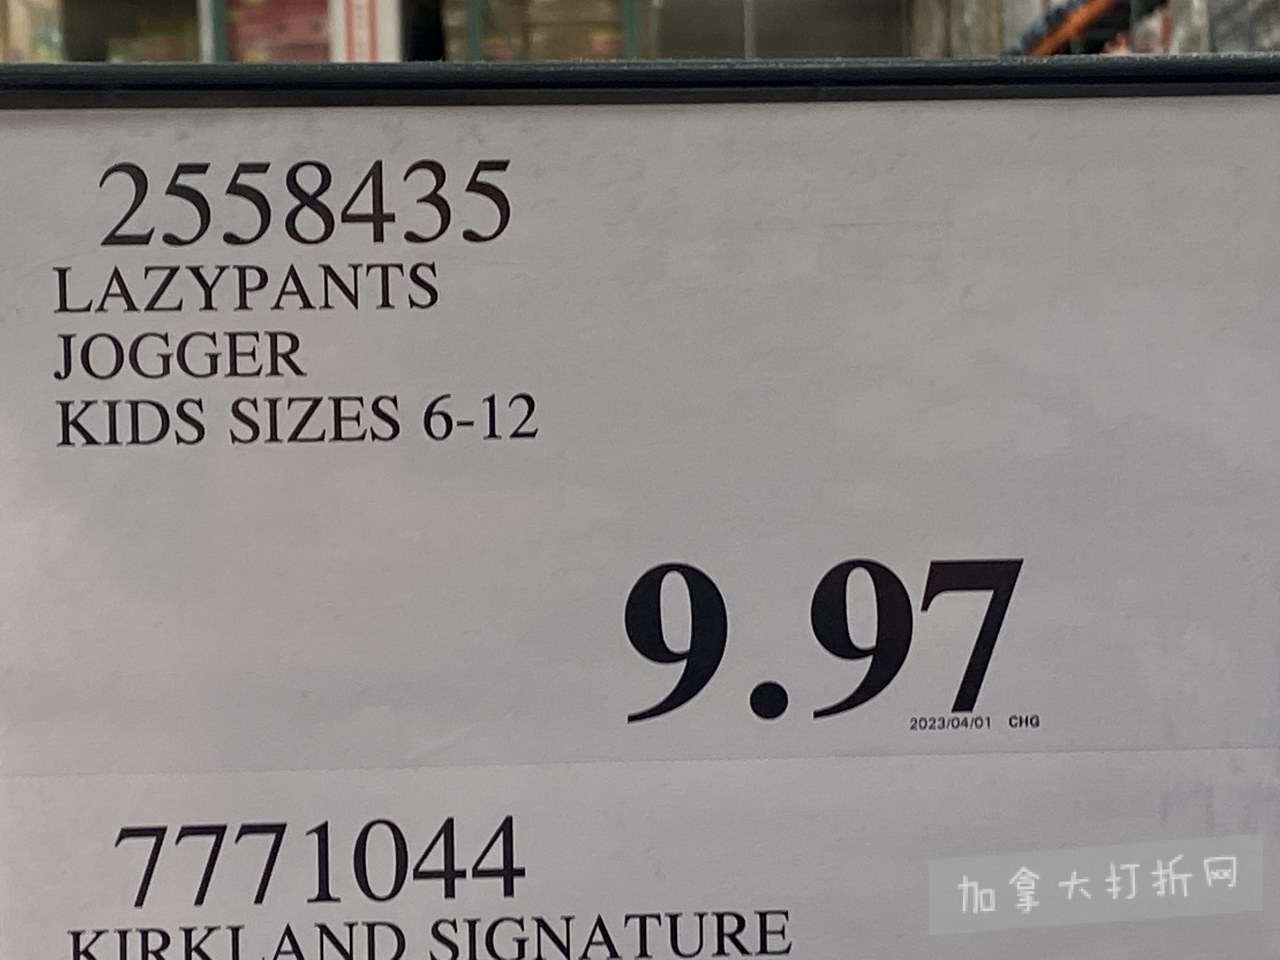 2558435
LAZYPANTS
JOGGER
KIDS SIZES 6-12
9.97
2023/04/01 CHG
7771044
KIRKLAND SIGNATURE
加拿大打折网